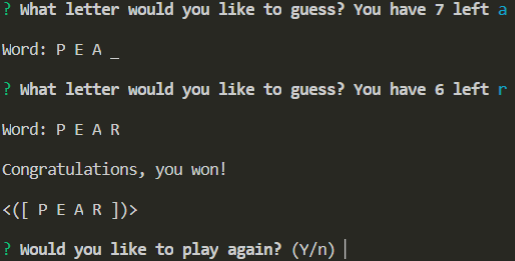 ? What letter would you like to guess? You have 7 left a
Word: P E A _
? What letter would you like to guess? You have 6 left r
Word: P E A R
Congratulations, you won!
<([ P E A R ])>
? Would you like to play again? (Y/n)